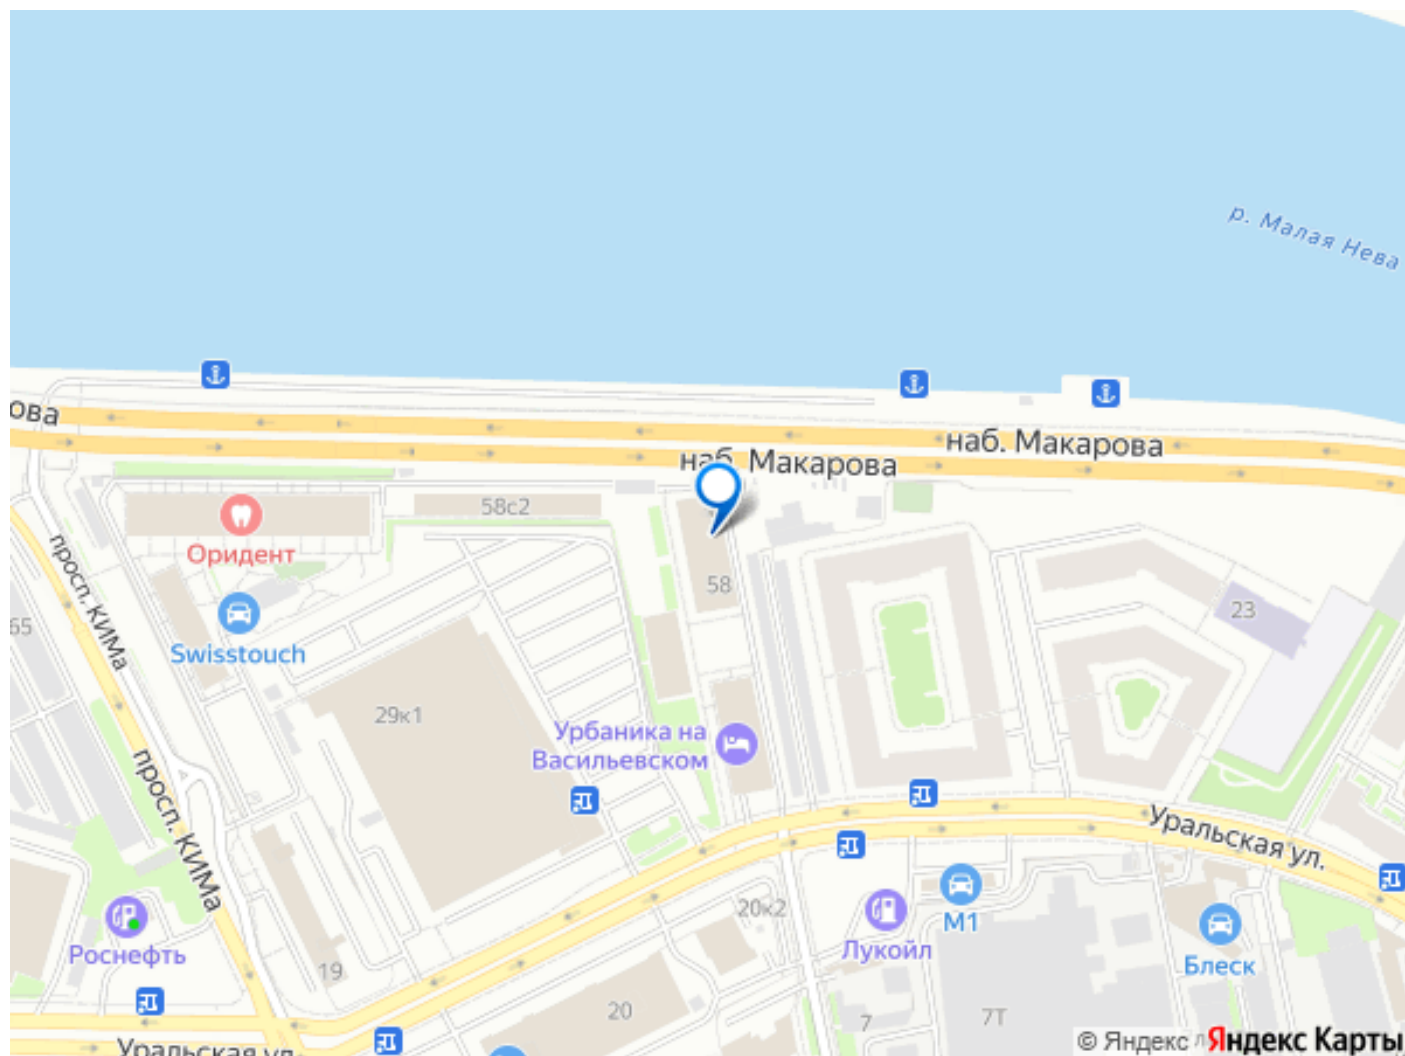 р. Малая Нева
ова
наб. Макарова
наб. Макарова
58с2
Оридент
просп. КИМа
58
23
65
Swisstouch
29к1
Урбаника на
Васильевском
просп. КИМа
Уральская ул.
20к2
М1
Лукойл
Роснефть
Блеск
19
20
7
7Т
Уральская ул.
© Яндекс Яндекс Карты